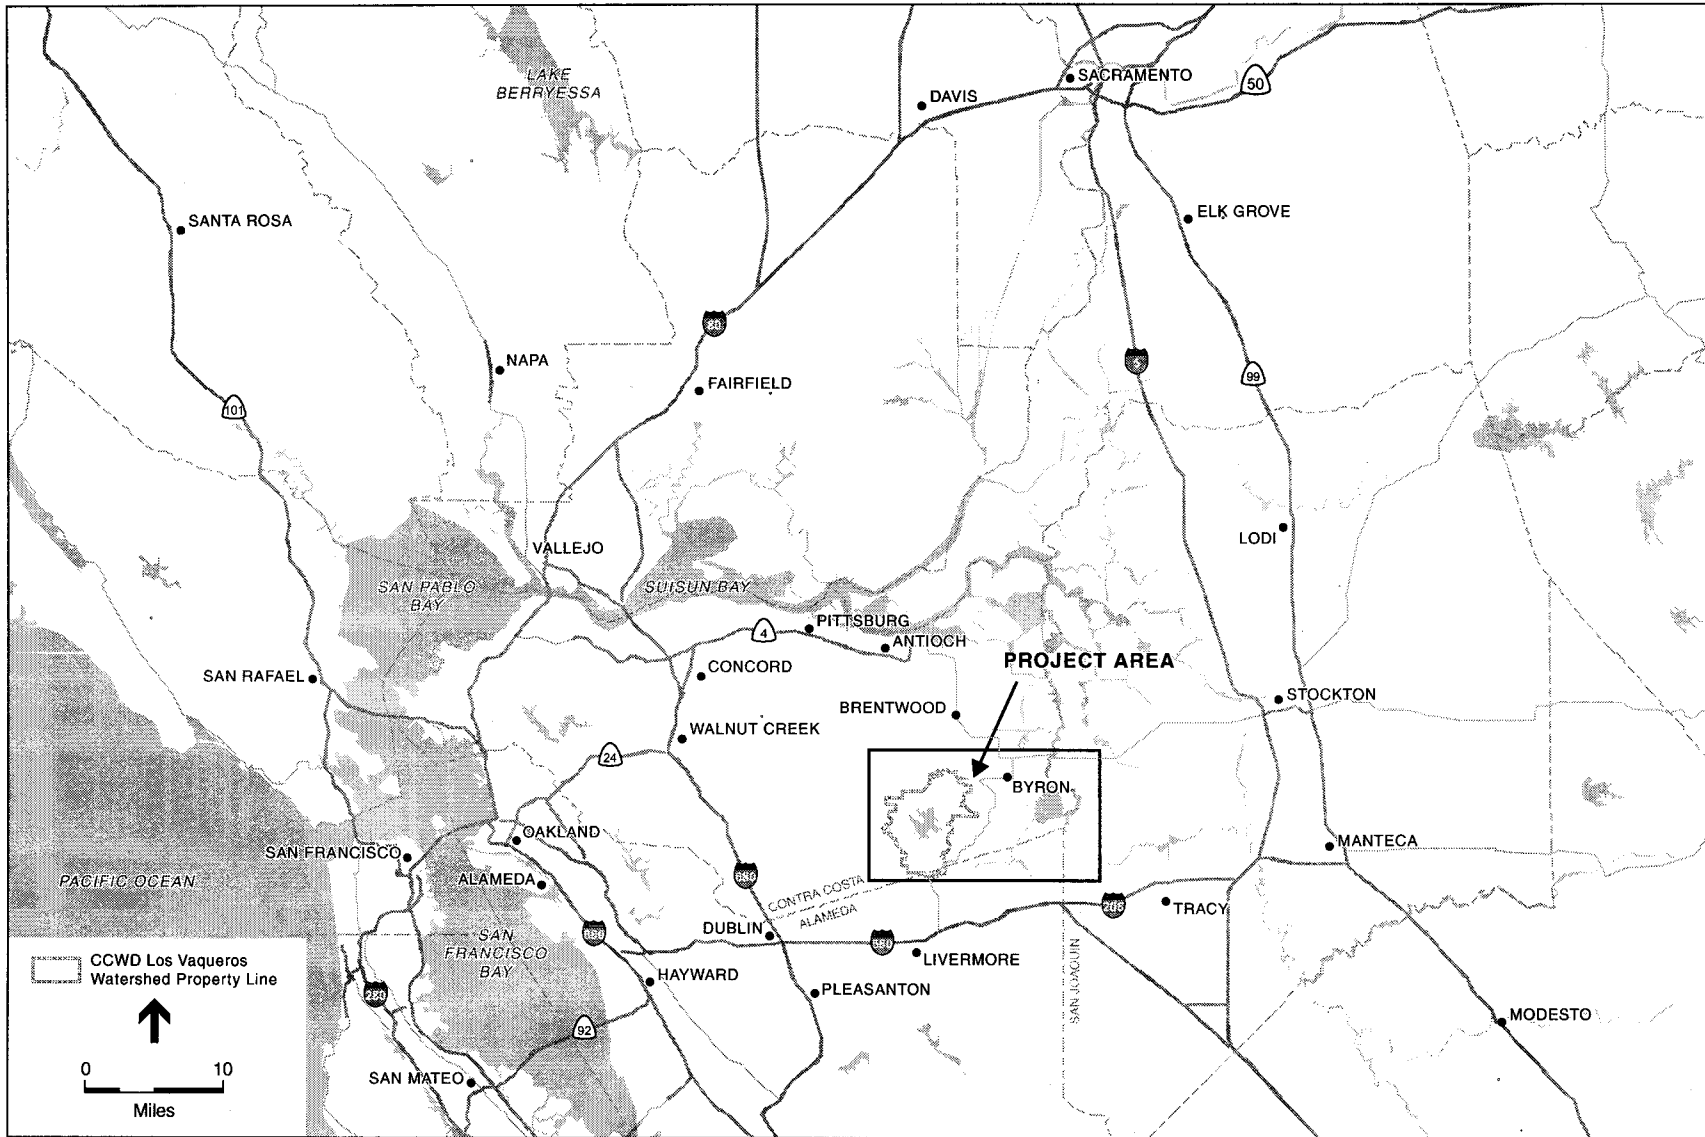 LAKE
BERRYESSA
SACRAMENTO
50
DAVIS
SANTA ROSA
ELK GROVE
80
5
NAPA
FAIRFIELD
99
101
LODI
VALLEJO
SAN PABLO
BAY
SUISUN BAY
PITTSBURG
4
ANTIOCH
CONCORD
PROJECT AREA
SAN RAFAEL
STOCKTON
BRENTWOOD
WALNUT CREEK
24
BYRON
OAKLAND
MANTECA
SAN FRANCISCO
PACIFIC OCEAN
ALAMEDA
680
CONTRA COSTA
ALAMEDA
205
TRACY
DUBLIN
580
SAN
FRANCISCO
BAY
LIVERMORE
SAN JOAQUIN
CCWD Los Vaqueros
Watershed Property Line
HAYWARD
PLEASANTON
280
92
MODESTO
0 10
Miles
SAN MATEO